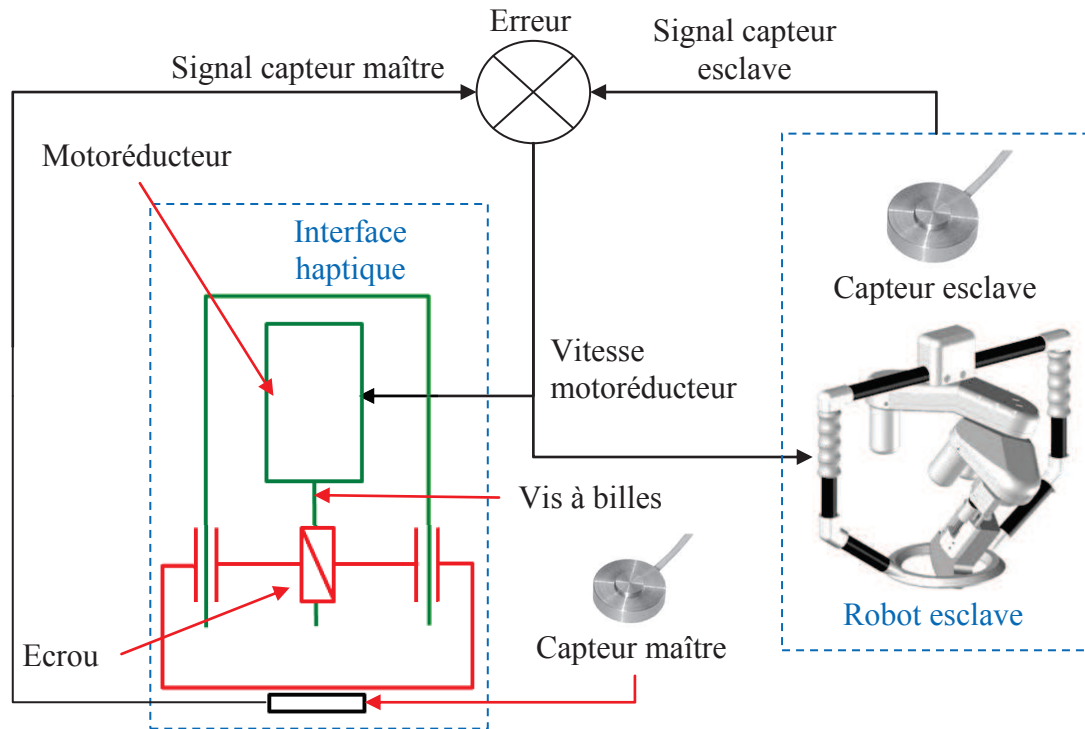 Erreur
Signal capteur maître
Signal capteur
esclave
Motoréducteur
Interface
haptique
Capteur esclave
Vitesse
motoréducteur
Vis à billes
Ecrou
Capteur maître
Robot esclave